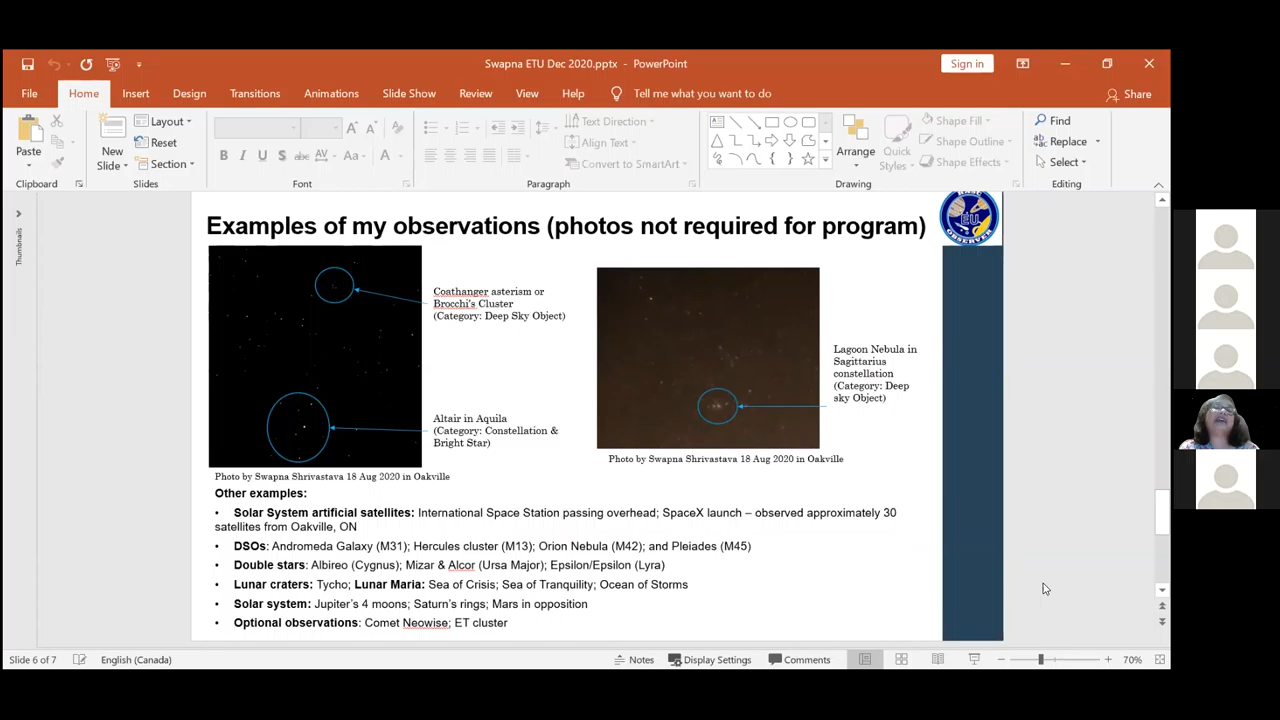 Swapna ETU Dec 2020.pptx - PowerPoint
Sign in
File Home Insert Design Transitions Animations Slide Show Review View Help Tell me what you want to do Share
Paste
Clipboard
New
Slide
Layout
Reset
Section
Slides
B I U S abc AV Aa A
Font
Text Direction
Align Text
Convert to SmartArt
Paragraph
Arrange
Quick
Styles
Shape Fill
Shape Outline
Shape Effects
Drawing
Find
Replace
Select
Editing
Thumbnails
Examples of my observations (photos not required for program)
EU
OBSERVER
Coathanger asterism or
Brocchi's Cluster
(Category: Deep Sky Object)
Altair in Aquila
(Category: Constellation &
Bright Star)
Photo by Swapna Shrivastava 18 Aug 2020 in Oakville
Lagoon Nebula in
Sagittarius
constellation
(Category: Deep
sky Object)
Photo by Swapna Shrivastava 18 Aug 2020 in Oakville
Other examples:
• Solar System artificial satellites: International Space Station passing overhead; SpaceX launch – observed approximately 30
satellites from Oakville, ON
• DSOs: Andromeda Galaxy (M31); Hercules cluster (M13); Orion Nebula (M42); and Pleiades (M45)
• Double stars: Albireo (Cygnus); Mizar & Alcor (Ursa Major); Epsilon/Epsilon (Lyra)
• Lunar craters: Tycho; Lunar Maria: Sea of Crisis; Sea of Tranquility; Ocean of Storms
• Solar system: Jupiter's 4 moons; Saturn's rings; Mars in opposition
• Optional observations: Comet Neowise; ET cluster
Slide 6 of 7 English (Canada) Notes Display Settings Comments 70%